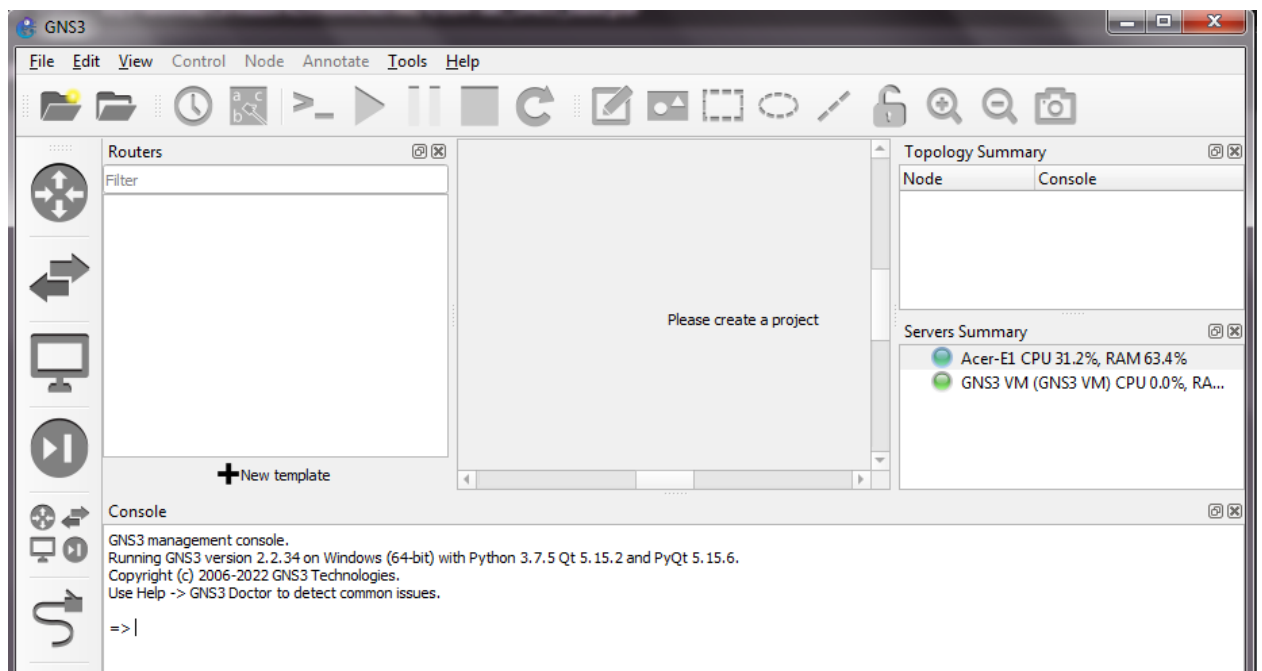 GNS3
File Edit View Control Node Annotate Tools Help
a c
b
Routers
Filter
New template
Please create a project
Topology Summary
Node Console
Servers Summary
Acer-E1 CPU 31.2%, RAM 63.4%
GNS3 VM (GNS3 VM) CPU 0.0%, RA...
Console
GNS3 management console.
Running GNS3 version 2.2.34 on Windows (64-bit) with Python 3.7.5 Qt 5.15.2 and PyQt 5.15.6.
Copyright (c) 2006-2022 GNS3 Technologies.
Use Help -> GNS3 Doctor to detect common issues.
=>